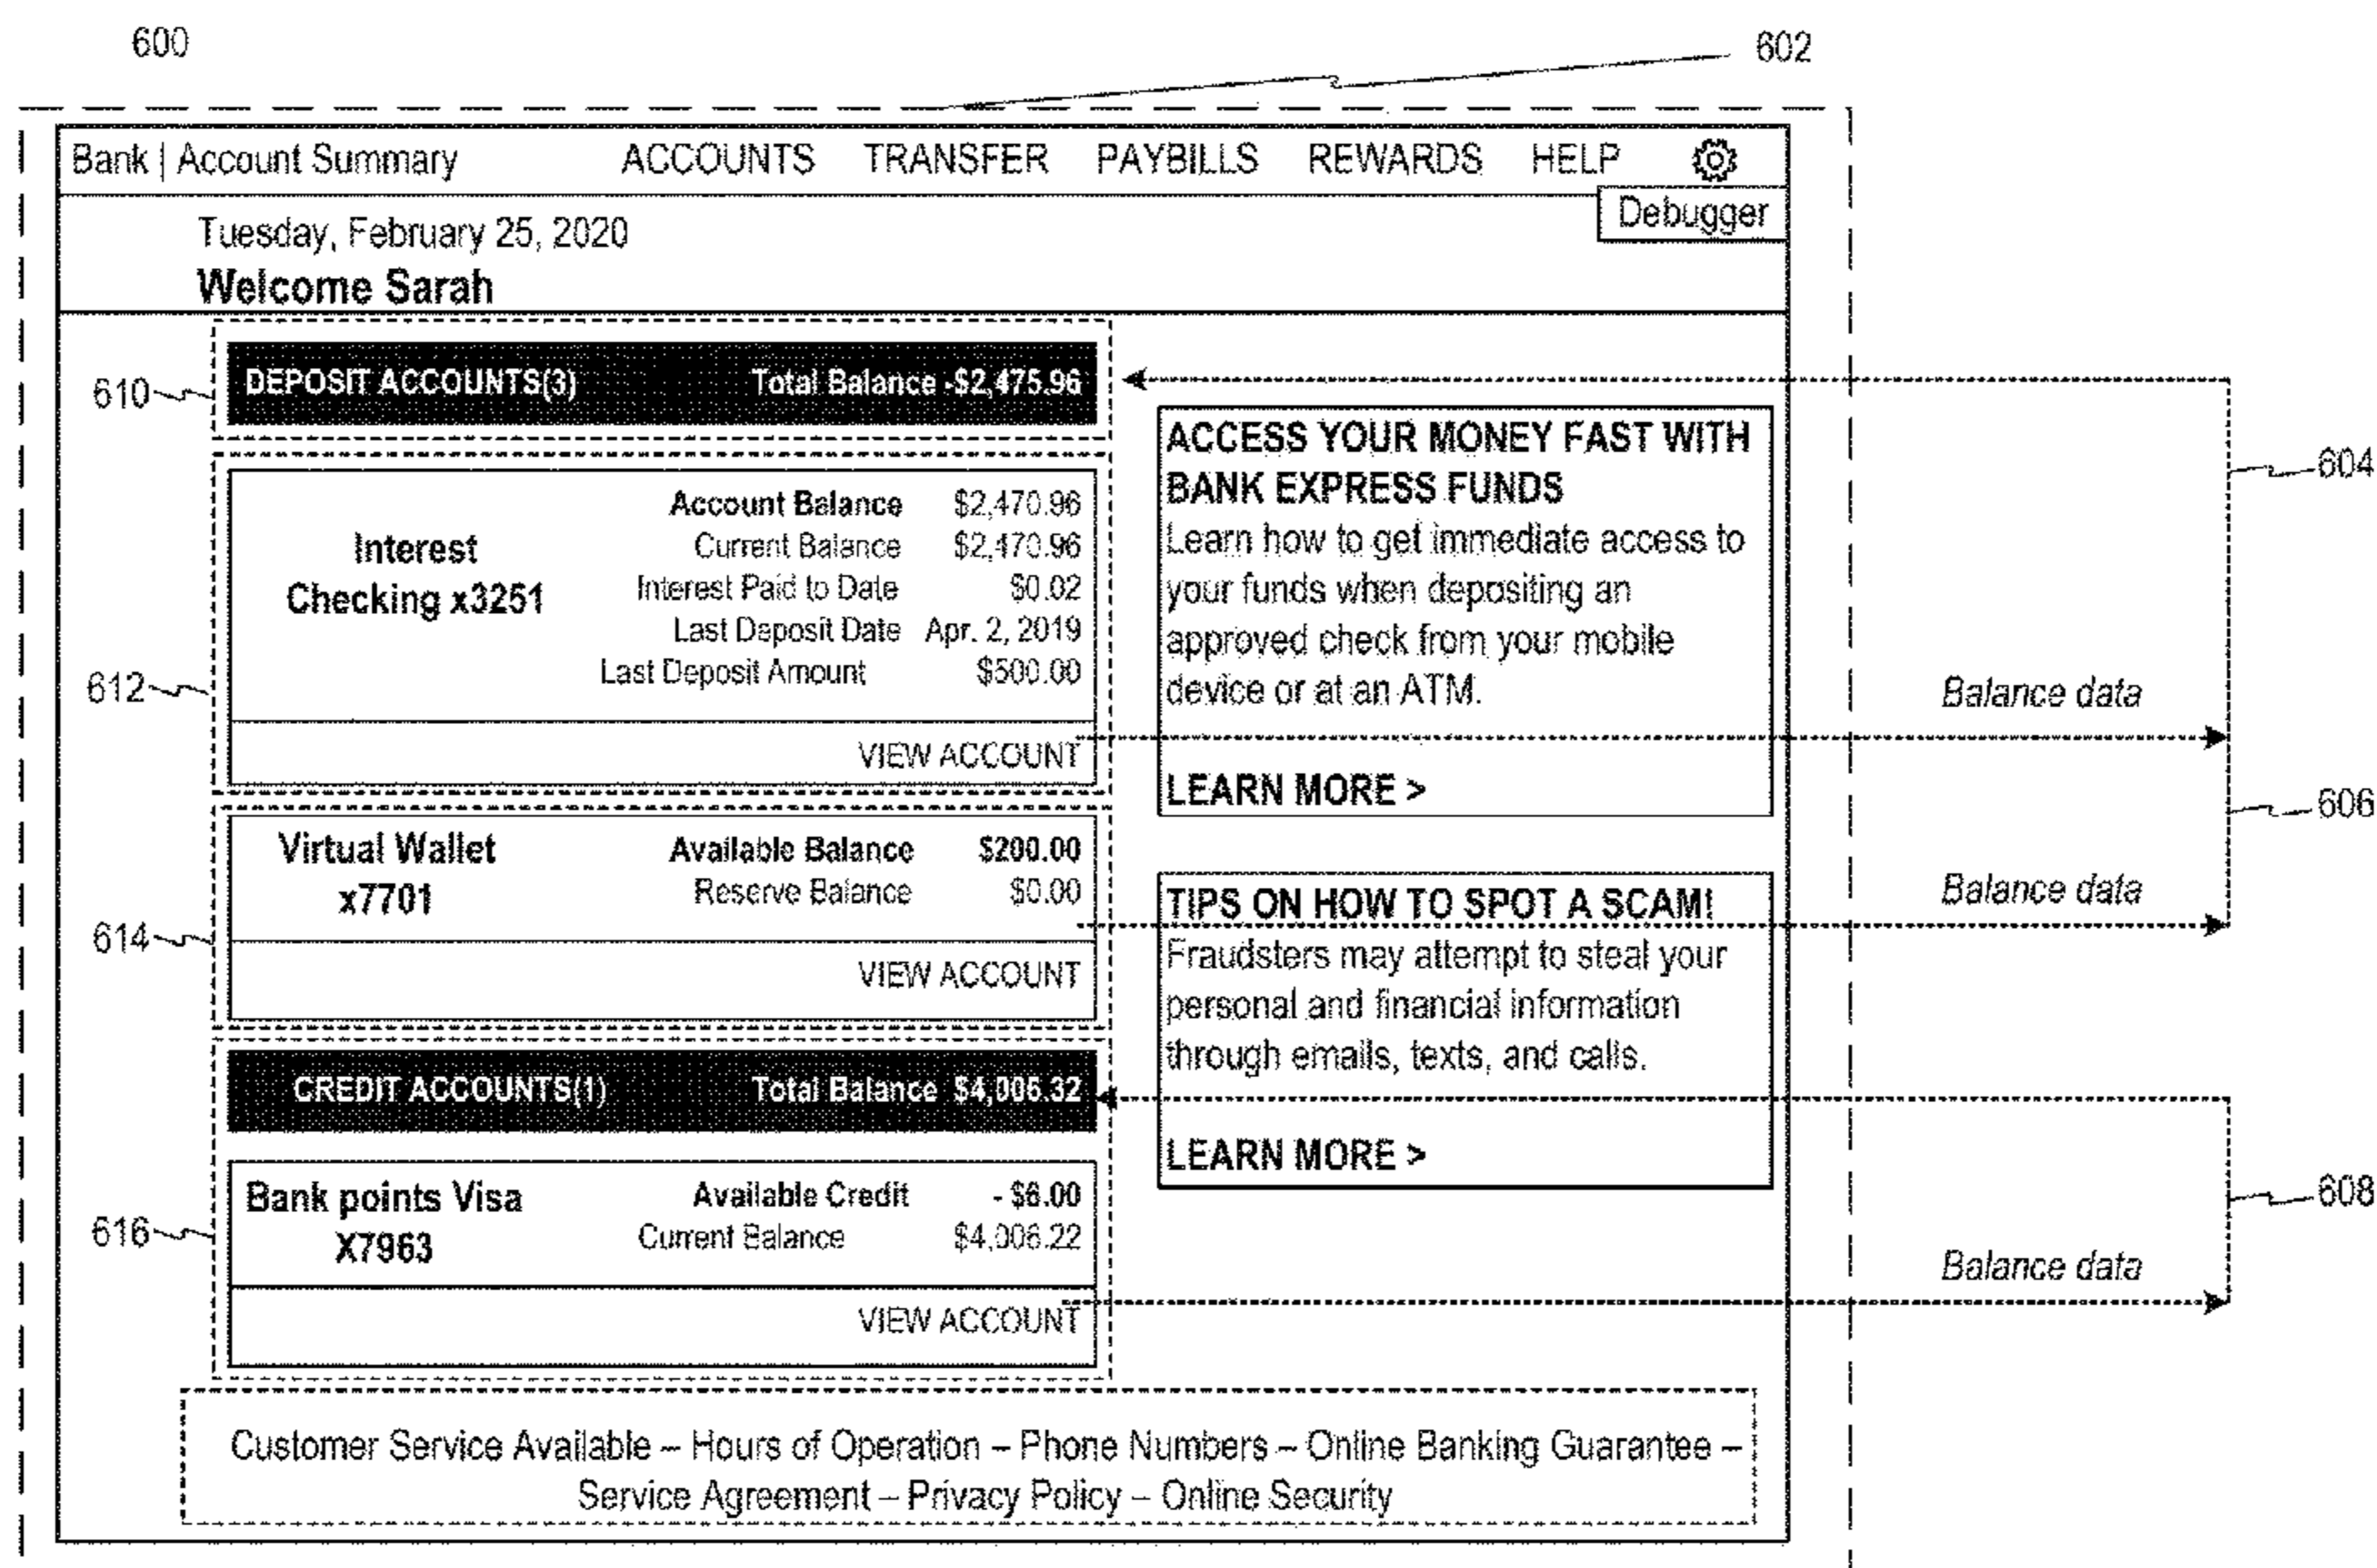 600
602
Bank | Account Summary ACCOUNTS TRANSFER PAYBILLS REWARDS HELP
Debugger
Tuesday, February 25, 2020
Welcome Sarah
610
DEPOSIT ACCOUNTS(3) Total Balance -$2,475.96
612
Interest
Checking x3251
Account Balance $2,470.96
Current Balance $2,470.96
Interest Paid to Date $0.02
Last Deposit Date Apr. 2, 2019
Last Deposit Amount $500.00
VIEW ACCOUNT
614
Virtual Wallet
x7701
Available Balance $200.00
Reserve Balance $0.00
VIEW ACCOUNT
CREDIT ACCOUNTS(1) Total Balance $4,006.32
616
Bank points Visa
X7963
Available Credit - $6.00
Current Balance $4,006.22
VIEW ACCOUNT
ACCESS YOUR MONEY FAST WITH
BANK EXPRESS FUNDS
Learn how to get immediate access to
your funds when depositing an
approved check from your mobile
device or at an ATM.
LEARN MORE >
TIPS ON HOW TO SPOT A SCAM!
Fraudsters may attempt to steal your
personal and financial information
through emails, texts, and calls.
LEARN MORE >
604
Balance data
606
Balance data
608
Balance data
Customer Service Available – Hours of Operation – Phone Numbers – Online Banking Guarantee –
Service Agreement – Privacy Policy – Online Security